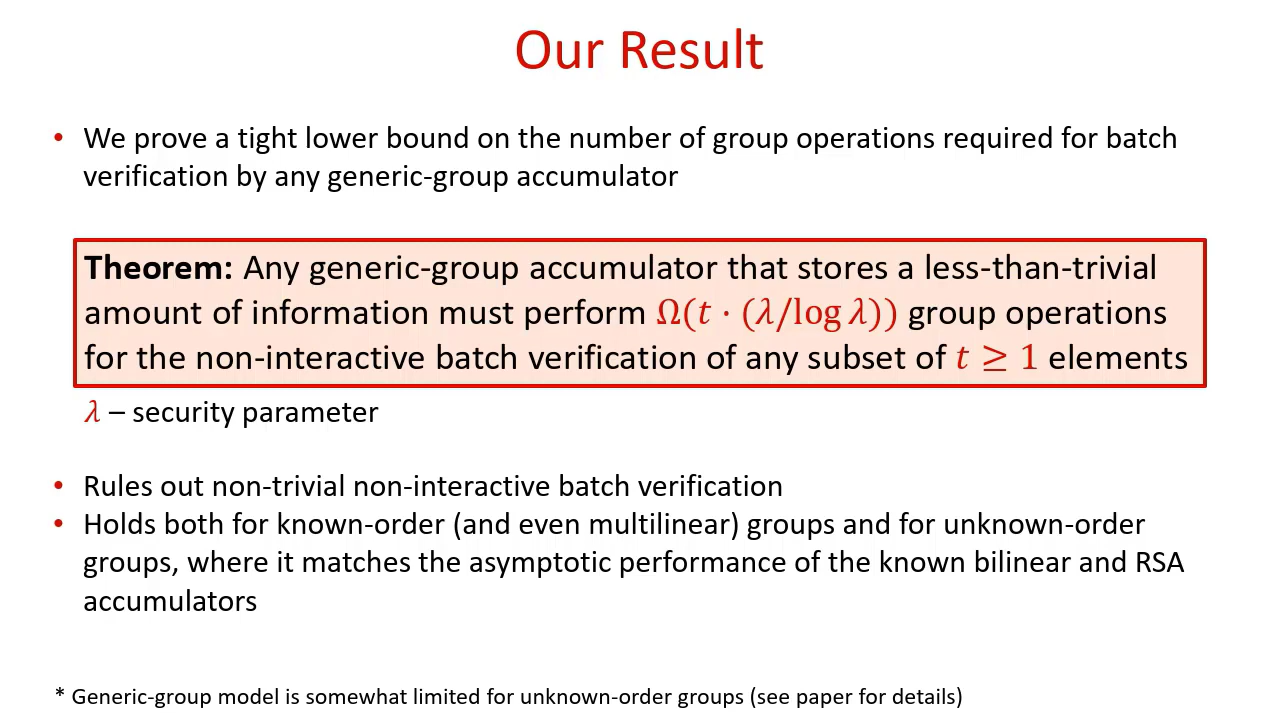 Our Result
• We prove a tight lower bound on the number of group operations required for batch
verification by any generic-group accumulator
Theorem: Any generic-group accumulator that stores a less-than-trivial
amount of information must perform Ω(t · (λ/log λ)) group operations
for the non-interactive batch verification of any subset of t ≥ 1 elements
λ – security parameter
• Rules out non-trivial non-interactive batch verification
• Holds both for known-order (and even multilinear) groups and for unknown-order
groups, where it matches the asymptotic performance of the known bilinear and RSA
accumulators
* Generic-group model is somewhat limited for unknown-order groups (see paper for details)